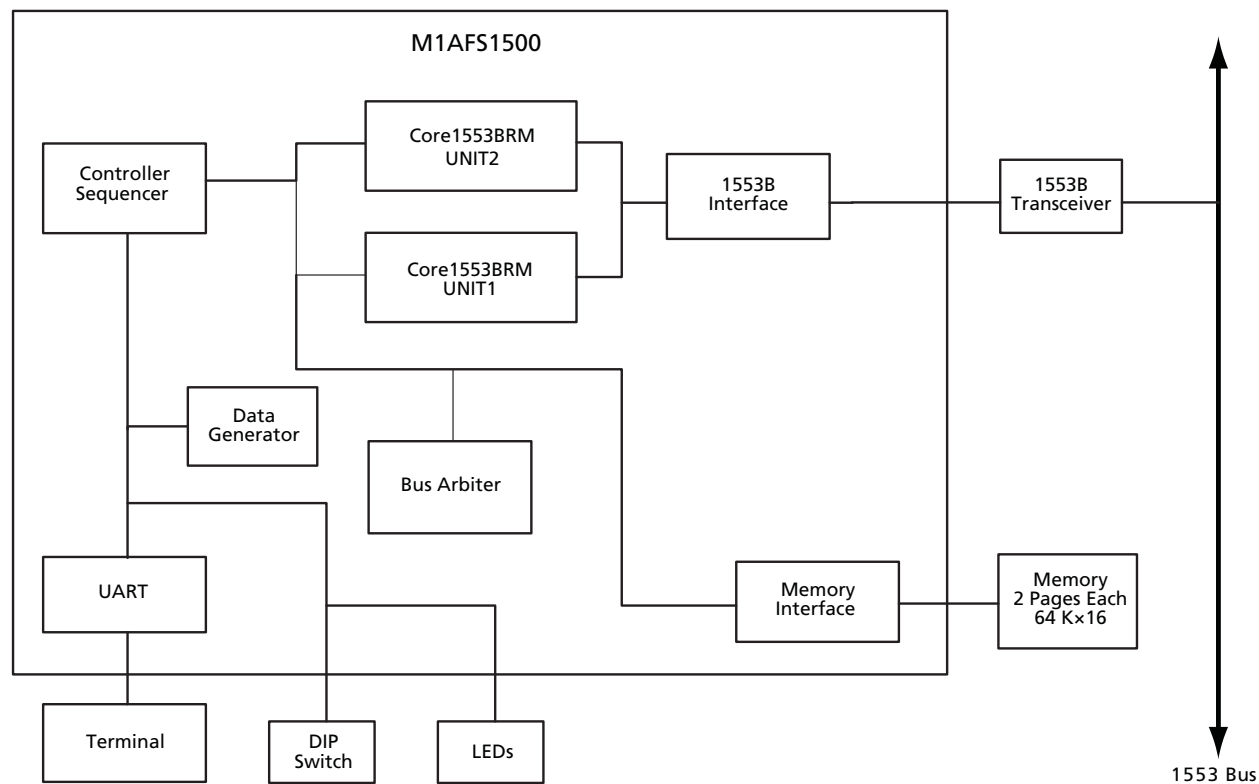 M1AFS1500
Core1553BRM
UNIT2
Controller
Sequencer
1553B
Interface
1553B
Transceiver
Core1553BRM
UNIT1
Data
Generator
Bus Arbiter
UART
Memory
Interface
Memory
2 Pages Each
64 K×16
Terminal
DIP
Switch
LEDs
1553 Bus